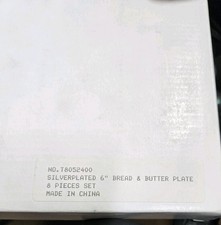 NO.T8052400
SILVERPLATED 6" BREAD & BUTTER PLATE
8 PIECES SET
MADE IN CHINA